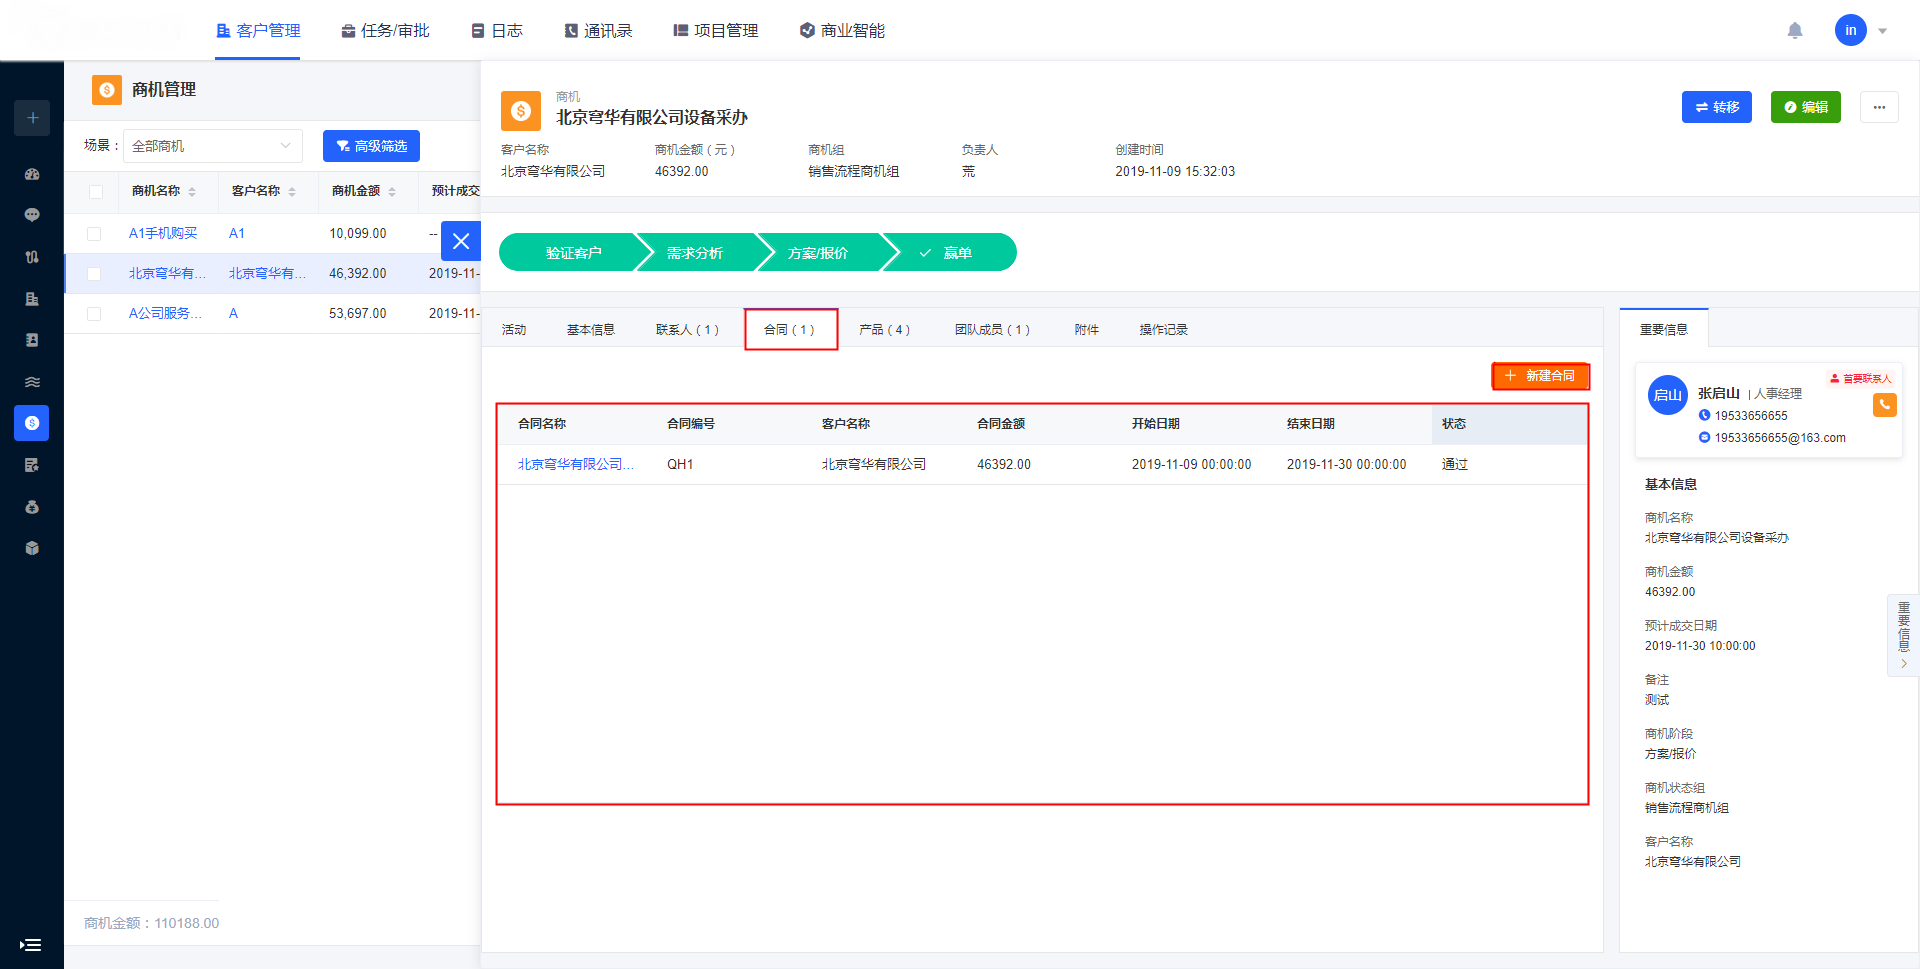 客户管理
任务/审批
日志
通讯录
项目管理
商业智能
in
商机管理
场景：
全部商机
高级筛选
商机名称
客户名称
商机金额
预计成交
A1手机购买
A1
10,099.00
--
北京穹华有...
北京穹华有...
46,392.00
2019-11-
A公司服务...
A
53,697.00
2019-11-
商机金额：110188.00
商机
北京穹华有限公司设备采办
转移
编辑
客户名称
商机金额（元）
商机组
负责人
创建时间
北京穹华有限公司
46392.00
销售流程商机组
荒
2019-11-09 15:32:03
验证客户
需求分析
方案/报价
赢单
活动
基本信息
联系人（1）
合同（1）
产品（4）
团队成员（1）
附件
操作记录
新建合同
合同名称
合同编号
客户名称
合同金额
开始日期
结束日期
状态
北京穹华有限公司...
QH1
北京穹华有限公司
46392.00
2019-11-09 00:00:00
2019-11-30 00:00:00
通过
重要信息
首要联系人
启山
张启山
| 人事经理
19533656655
19533656655@163.com
基本信息
商机名称
北京穹华有限公司设备采办
商机金额
46392.00
预计成交日期
2019-11-30 10:00:00
备注
测试
商机阶段
方案/报价
商机状态组
销售流程商机组
客户名称
北京穹华有限公司
重要信息